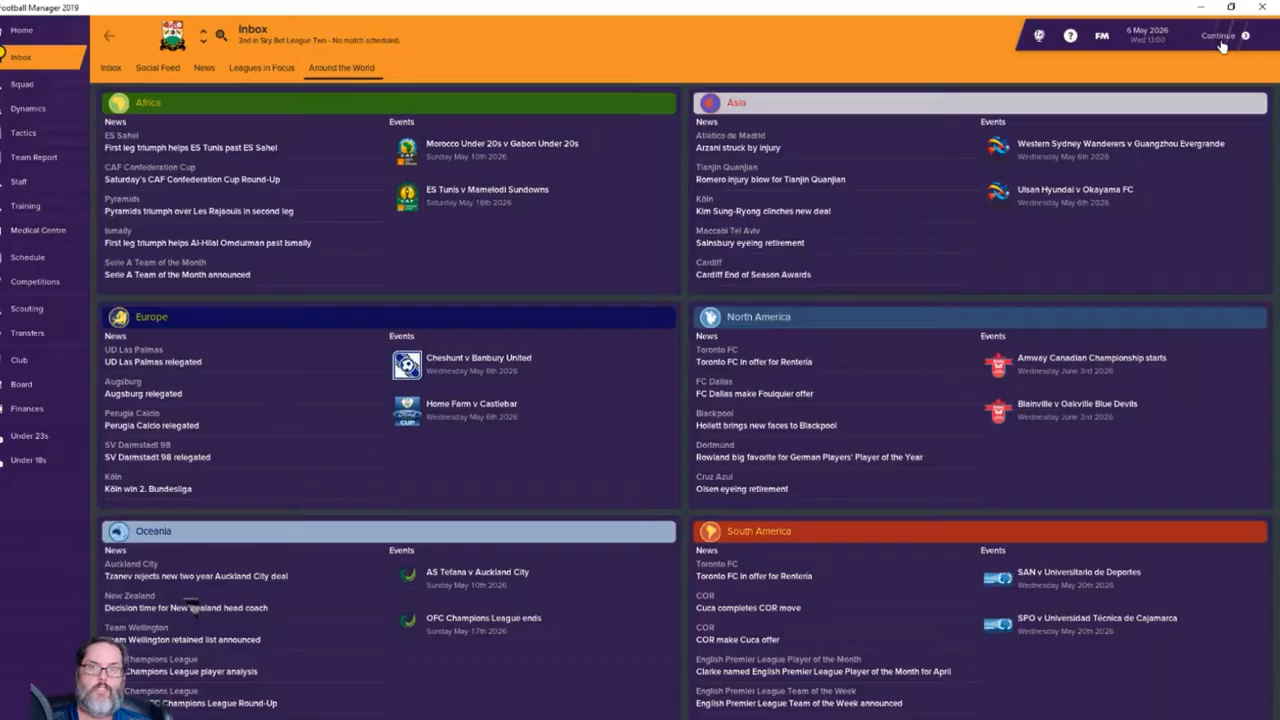 Football Manager 2019
Home
Inbox
Squad
Dynamics
Tactics
Team Report
Staff
Training
Medical Centre
Schedule
Competitions
Scouting
Transfers
Club
Board
Finances
Under 23s
Under 18s
Inbox
2nd in Sky Bet League Two - No match scheduled.
FM
6 May 2026
Wed 13:00
Continue
Inbox
Social Feed
News
Leagues in Focus
Around the World
Africa
News
ES Sahel
First leg triumph helps ES Tunis past ES Sahel
CAF Confederation Cup
Saturday's CAF Confederation Cup Round-Up
Pyramids
Pyramids triumph over Les Rajaouis in second leg
Ismaily
First leg triumph helps Al-Hilal Omdurman past Ismaily
Serie A Team of the Month
Serie A Team of the Month announced
Events
Morocco Under 20s v Gabon Under 20s
Sunday May 10th 2026
ES Tunis v Mamelodi Sundowns
Saturday May 16th 2026
Asia
News
Atlético de Madrid
Arzani struck by injury
Tianjin Quanjian
Romero injury blow for Tianjin Quanjian
Köln
Kim Sung-Ryong clinches new deal
Maccabi Tel Aviv
Sainsbury eyeing retirement
Cardiff
Cardiff End of Season Awards
Events
Western Sydney Wanderers v Guangzhou Evergrande
Wednesday May 6th 2026
Ulsan Hyundai v Okayama FC
Wednesday May 6th 2026
Europe
News
UD Las Palmas
UD Las Palmas relegated
Augsburg
Augsburg relegated
Perugia Calcio
Perugia Calcio relegated
SV Darmstadt 98
SV Darmstadt 98 relegated
Köln
Köln win 2. Bundesliga
Events
Cheshunt v Banbury United
Wednesday May 6th 2026
Home Farm v Castlebar
Wednesday May 6th 2026
North America
News
Toronto FC
Toronto FC in offer for Rentería
FC Dallas
FC Dallas make Foulquier offer
Blackpool
Hoilett brings new faces to Blackpool
Dortmund
Rowland big favorite for German Players' Player of the Year
Cruz Azul
Olsen eyeing retirement
Events
Amway Canadian Championship starts
Wednesday June 3rd 2026
Blainville v Oakville Blue Devils
Wednesday June 3rd 2026
Oceania
News
Auckland City
Tzanev rejects new two year Auckland City deal
New Zealand
Decision time for New Zealand head coach
Team Wellington
Team Wellington retained list announced
Champions League
Champions League player analysis
Champions League
Champions League Round-Up
Events
AS Tefana v Auckland City
Sunday May 10th 2026
OFC Champions League ends
Sunday May 17th 2026
South America
News
Toronto FC
Toronto FC in offer for Rentería
COR
Cuca completes COR move
COR
COR make Cuca offer
English Premier League Player of the Month
Clarke named English Premier League Player of the Month for April
English Premier League Team of the Week
English Premier League Team of the Week announced
Events
SAN v Universitario de Deportes
Wednesday May 20th 2026
SPO v Universidad Técnica de Cajamarca
Wednesday May 20th 2026